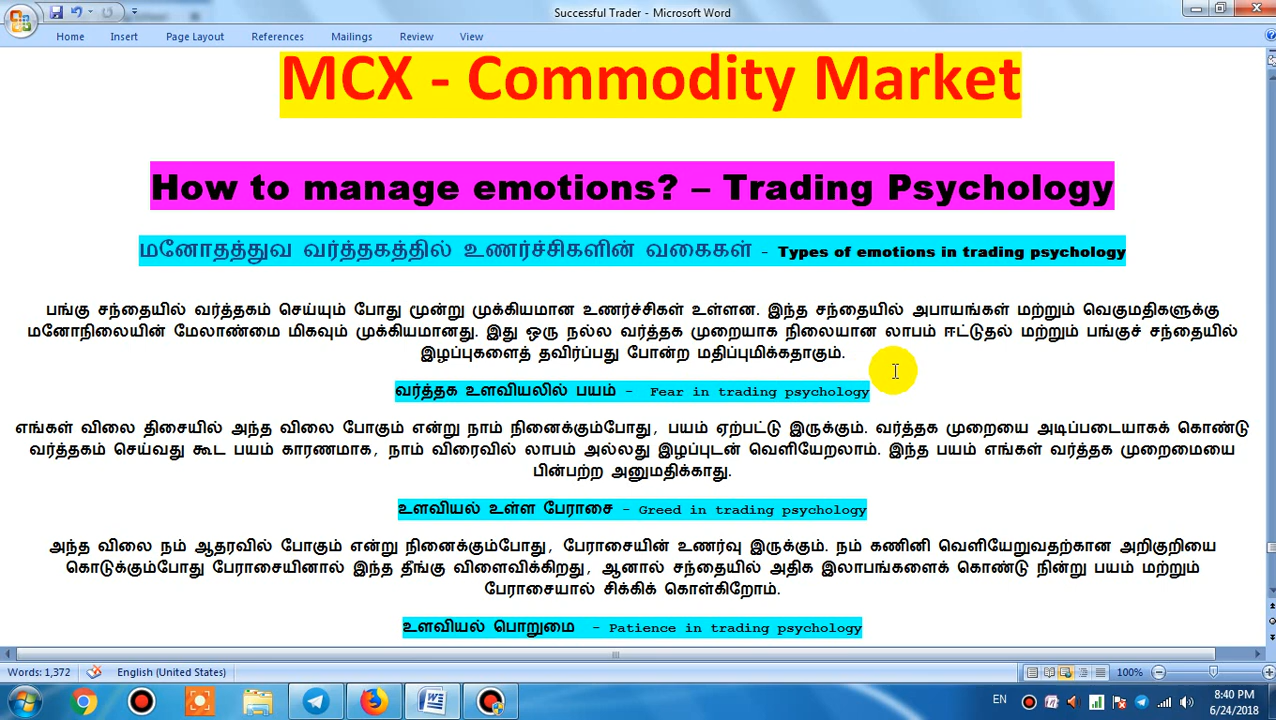 Successful Trader - Microsoft Word
Home Insert Page Layout References Mailings Review View
MCX - Commodity Market
How to manage emotions? – Trading Psychology
மனோதத்துவ வர்த்தகத்தில் உணர்ச்சிகளின் வகைகள் - Types of emotions in trading psychology
பங்கு சந்தையில் வர்த்தகம் செய்யும் போது மூன்று முக்கியமான உணர்ச்சிகள் உள்ளன. இந்த சந்தையில் அபாயங்கள் மற்றும் வெகுமதிகளுக்கு
மனோநிலையின் மேலாண்மை மிகவும் முக்கியமானது. இது ஒரு நல்ல வர்த்தக முறையாக நிலையான லாபம் ஈட்டுதல் மற்றும் பங்குச் சந்தையில்
இழப்புகளைத் தவிர்ப்பது போன்ற மதிப்புமிக்கதாகும்.
வர்த்தக உளவியலில் பயம் - Fear in trading psychology
எங்கள் விலை திசையில் அந்த விலை போகும் என்று நாம் நினைக்கும்போது, பயம் ஏற்பட்டு இருக்கும். வர்த்தக முறையை அடிப்படையாகக் கொண்டு
வர்த்தகம் செய்வது கூட பயம் காரணமாக, நாம் விரைவில் லாபம் அல்லது இழப்புடன் வெளியேறலாம். இந்த பயம் எங்கள் வர்த்தக முறைமையை
பின்பற்ற அனுமதிக்காது.
உளவியல் உள்ள பேராசை - Greed in trading psychology
அந்த விலை நம் ஆதரவில் போகும் என்று நினைக்கும்போது, பேராசையின் உணர்வு இருக்கும். நம் கணினி வெளியேறுவதற்கான அறிகுறியை
கொடுக்கும்போது பேராசையினால் இந்த தீங்கு விளைவிக்கிறது, ஆனால் சந்தையில் அதிக இலாபங்களைக் கொண்டு நின்று பயம் மற்றும்
பேராசையால் சிக்கிக் கொள்கிறோம்.
உளவியல் பொறுமை - Patience in trading psychology
Words: 1,372 English (United States) 100%
EN 8:40 PM
6/24/2018